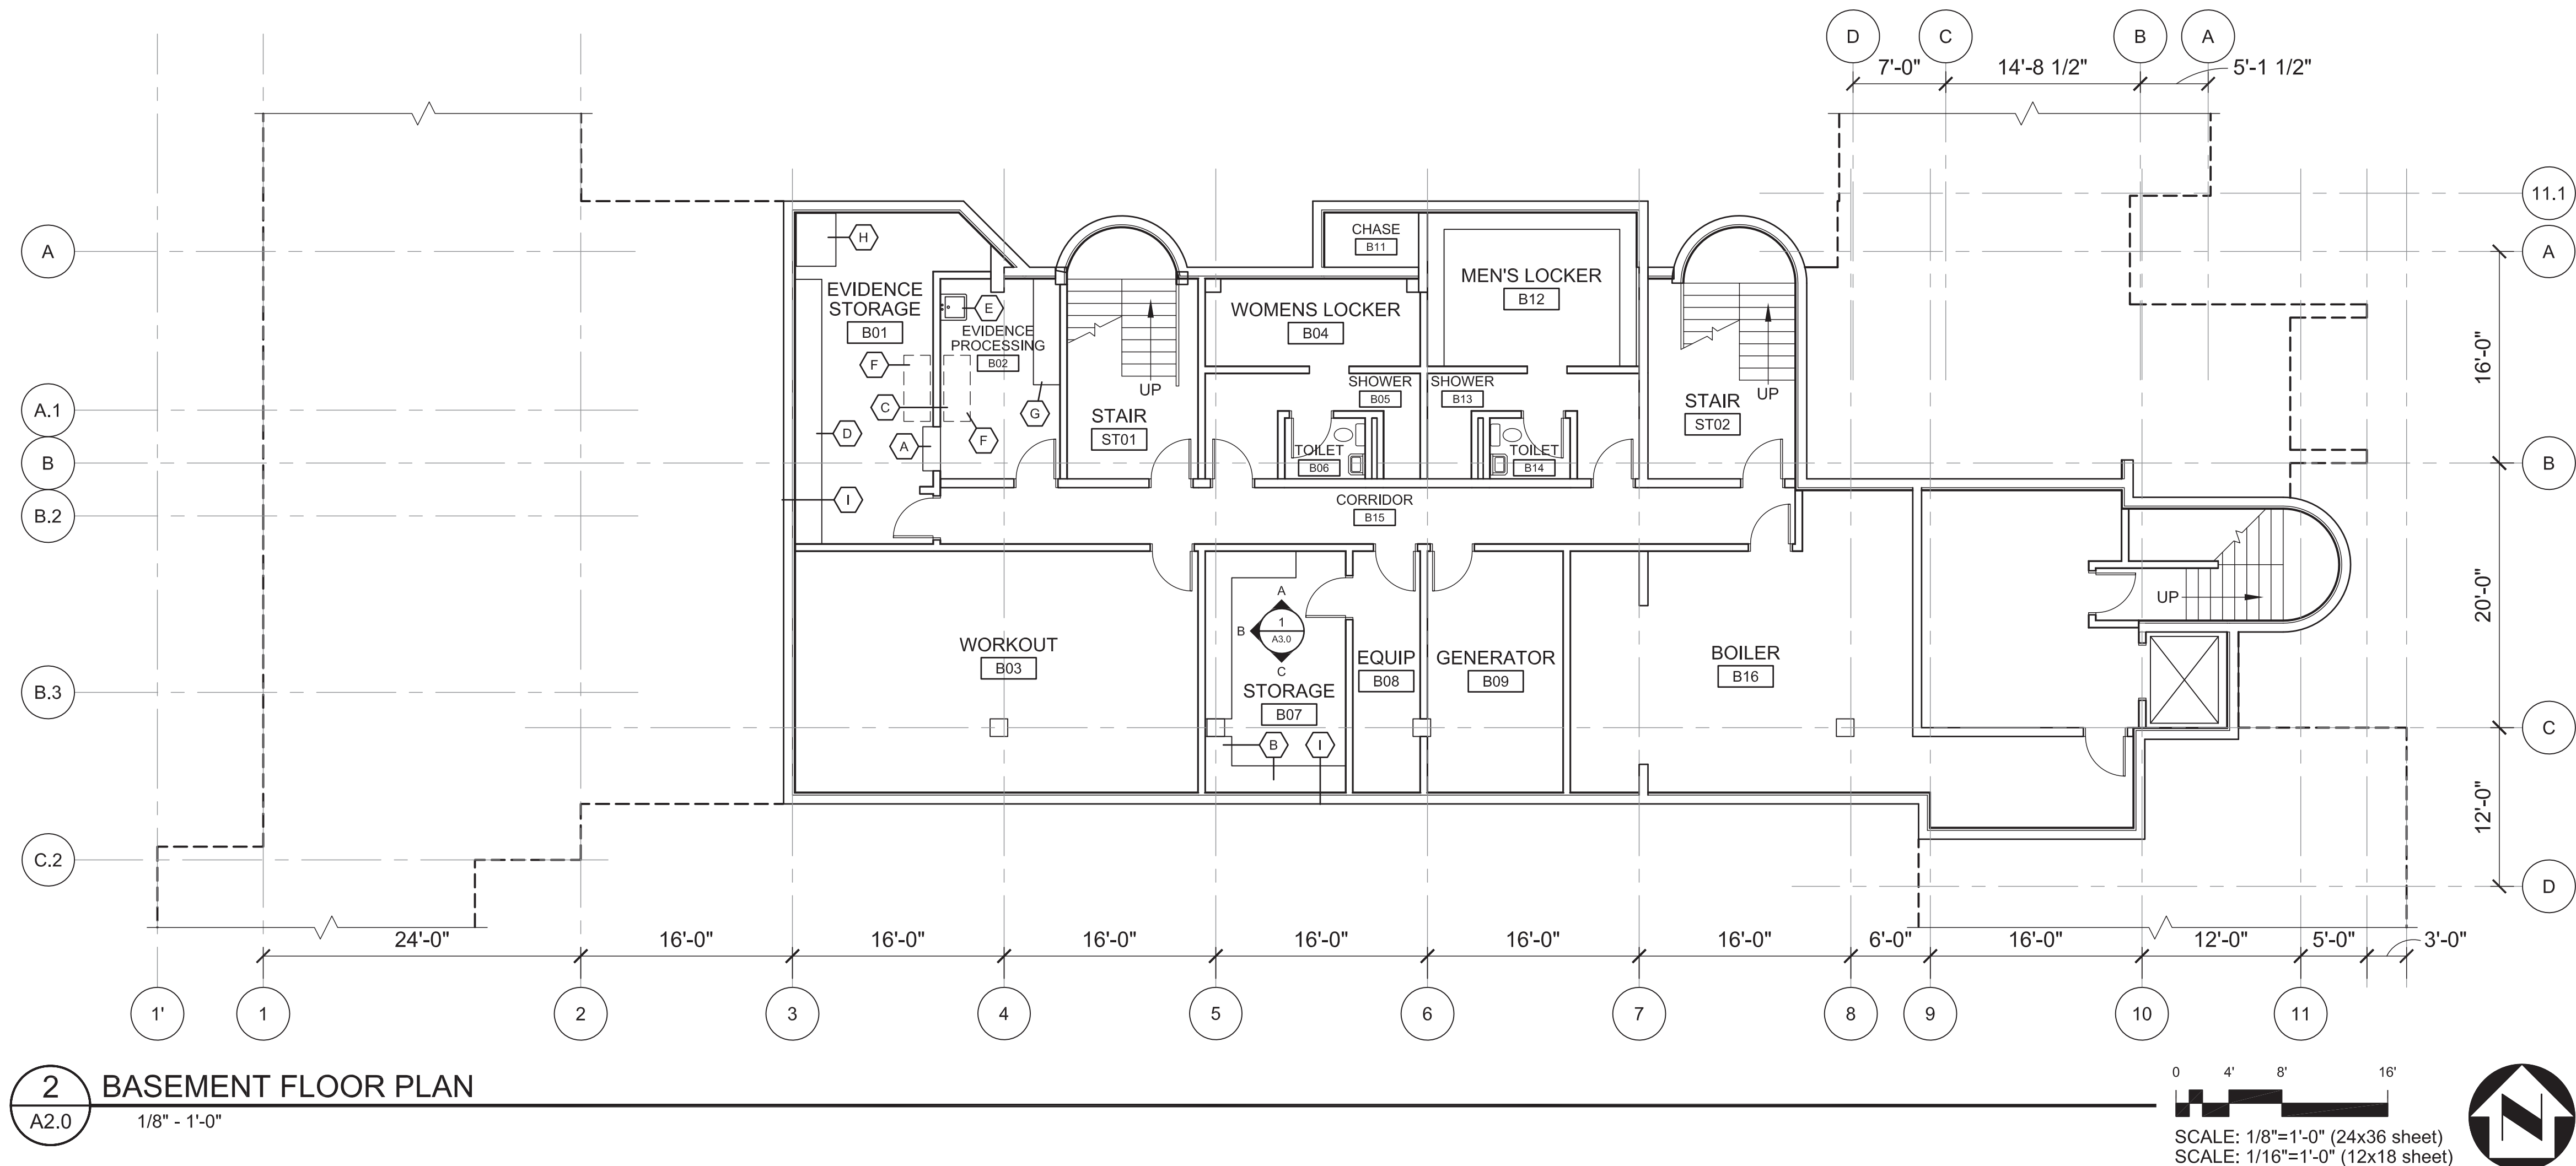 D C B A
7'-0" 14'-8 1/2" 5'-1 1/2"
11.1
A
A
A.1
B
B
B.2
B.3
C
C.2
D
16'-0"
20'-0"
12'-0"
H
EVIDENCE
STORAGE
B01
E
EVIDENCE
PROCESSING
B02
F
C
A
D
F
G
I
UP
STAIR
ST01
WOMENS LOCKER
B04
CHASE
B11
MEN'S LOCKER
B12
SHOWER
B05
SHOWER
B13
TOILET
B06
TOILET
B14
UP
STAIR
ST02
CORRIDOR
B15
WORKOUT
B03
A
B
1
A3.0
C
STORAGE
B07
B
I
EQUIP
B08
GENERATOR
B09
BOILER
B16
UP
24'-0" 16'-0" 16'-0" 16'-0" 16'-0" 16'-0" 16'-0" 6'-0" 16'-0" 12'-0" 5'-0" 3'-0"
1' 1 2 3 4 5 6 7 8 9 10 11
2
A2.0
BASEMENT FLOOR PLAN
1/8" - 1'-0"
0 4' 8' 16'
SCALE: 1/8"=1'-0" (24x36 sheet)
SCALE: 1/16"=1'-0" (12x18 sheet)
N